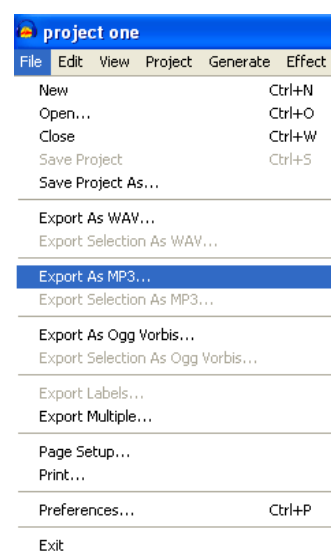 project one
File Edit View Project Generate Effect
New Ctrl+N
Open... Ctrl+O
Close Ctrl+W
Save Project Ctrl+S
Save Project As...
Export As WAV...
Export Selection As WAV...
Export As MP3...
Export Selection As MP3...
Export As Ogg Vorbis...
Export Selection As Ogg Vorbis...
Export Labels...
Export Multiple...
Page Setup...
Print...
Preferences... Ctrl+P
Exit